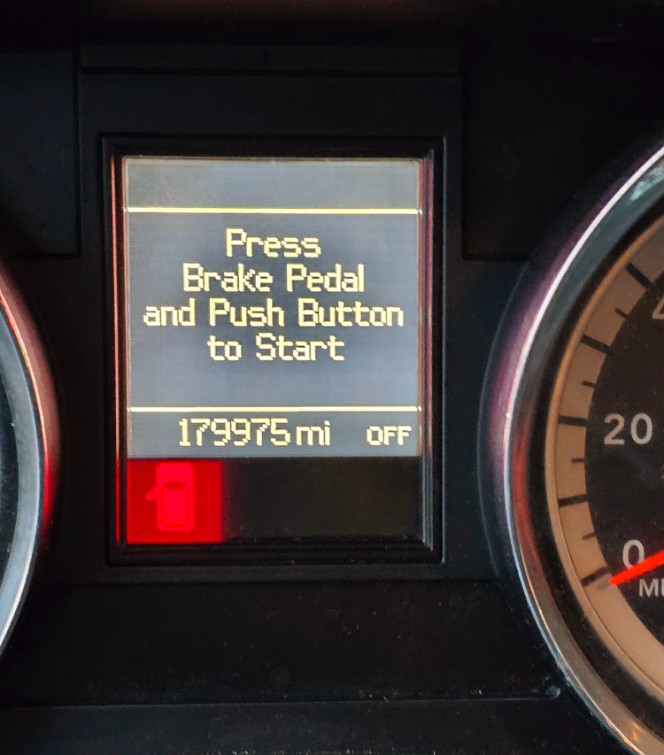 Press
Brake Pedal
and Push Button
to Start
179975 mi OFF
20
0